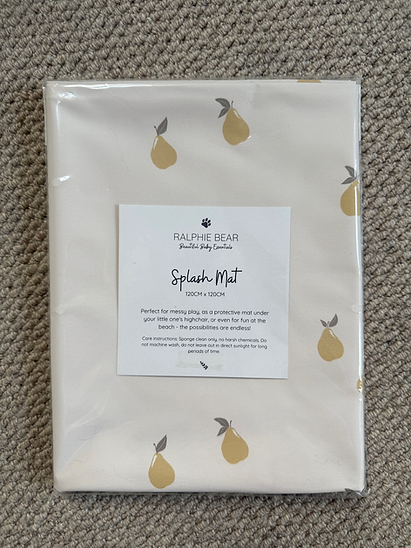 RALPHIE BEAR
Beautiful Baby Essentials
Splash Mat
120CM x 120CM
Perfect for messy play, as a protective mat under
your little one's highchair, or even for fun at the
beach - the possibilities are endless!
Care instructions: Sponge clean only, no harsh chemicals. Do
not machine wash, do not leave out in direct sunlight for long
periods of time.